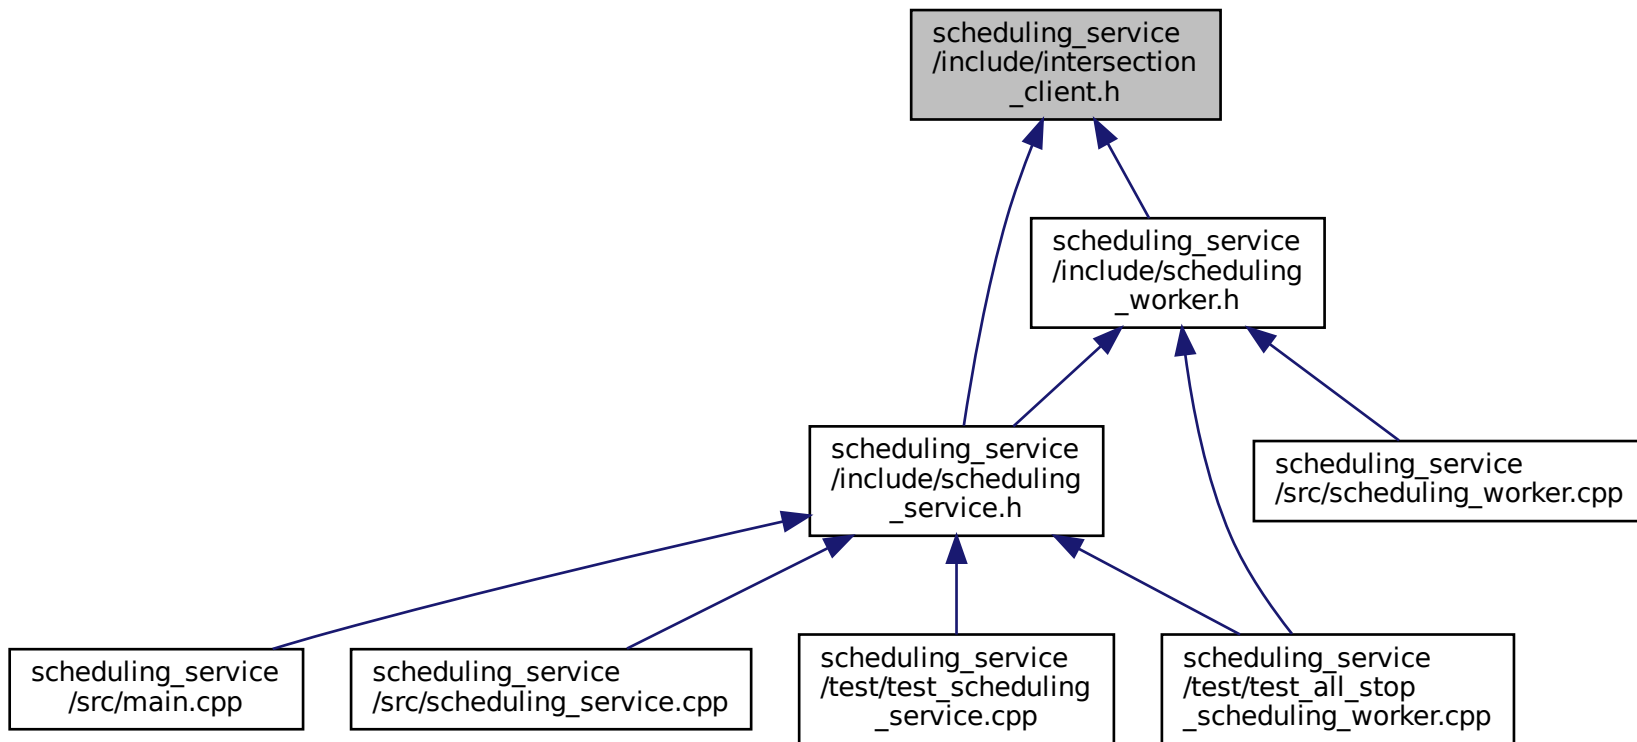 scheduling_service
/include/intersection
_client.h
scheduling_service
/include/scheduling
_worker.h
scheduling_service
/include/scheduling
_service.h
scheduling_service
/src/scheduling_worker.cpp
scheduling_service
/src/main.cpp
scheduling_service
/src/scheduling_service.cpp
scheduling_service
/test/test_scheduling
_service.cpp
scheduling_service
/test/test_all_stop
_scheduling_worker.cpp